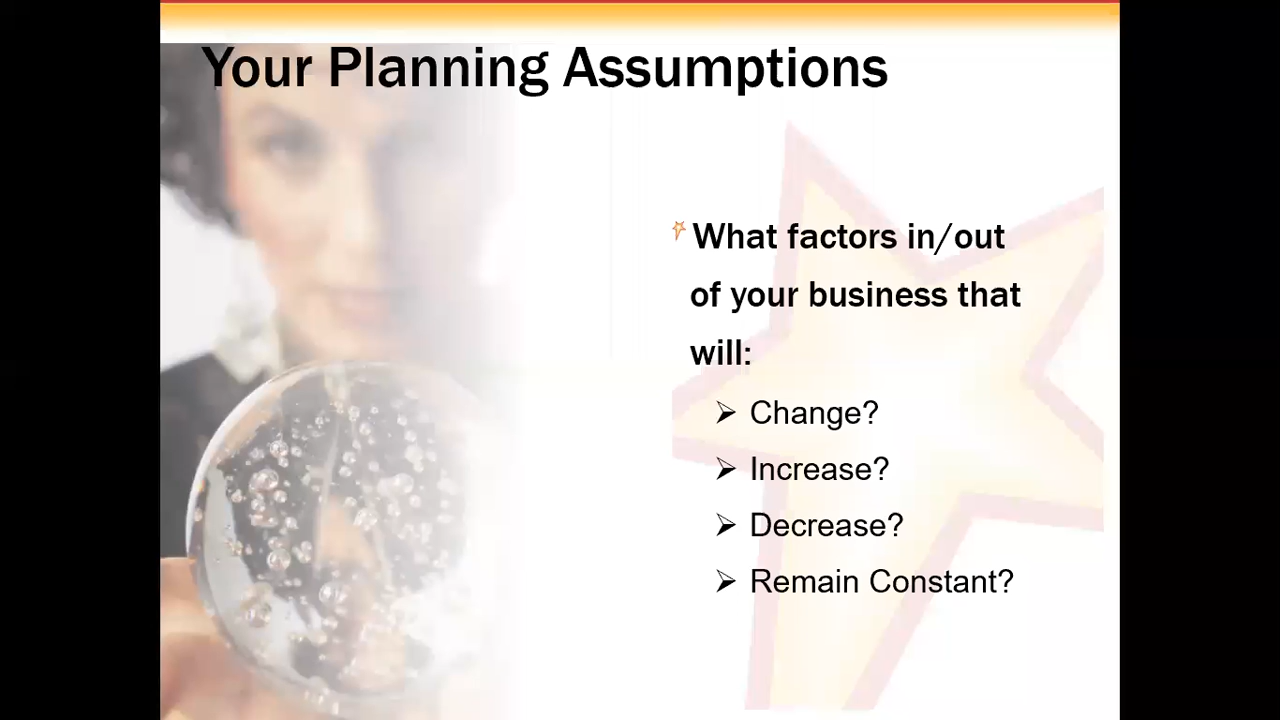 Your Planning Assumptions
What factors in/out
of your business that
will:
Change?
Increase?
Decrease?
Remain Constant?